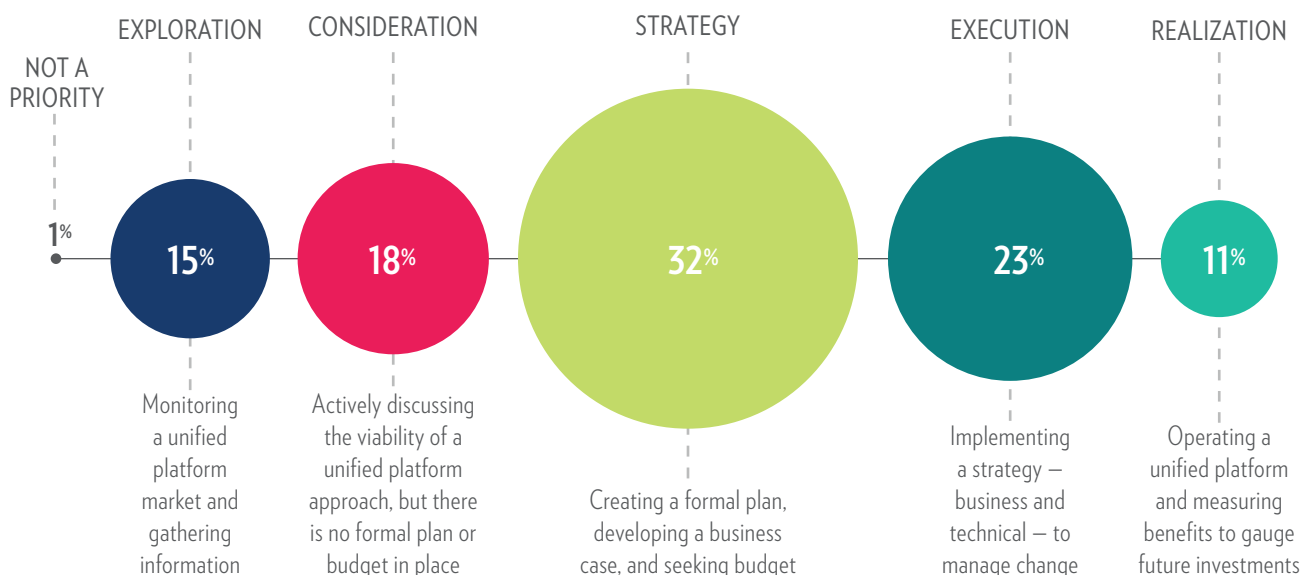 NOT A
PRIORITY
1%
EXPLORATION
15%
Monitoring
a unified
platform
market and
gathering
information
CONSIDERATION
18%
Actively discussing
the viability of a
unified platform
approach, but there
is no formal plan or
budget in place
STRATEGY
32%
Creating a formal plan,
developing a business
case, and seeking budget
EXECUTION
23%
Implementing
a strategy —
business and
technical — to
manage change
REALIZATION
11%
Operating a
unified platform
and measuring
benefits to gauge
future investments